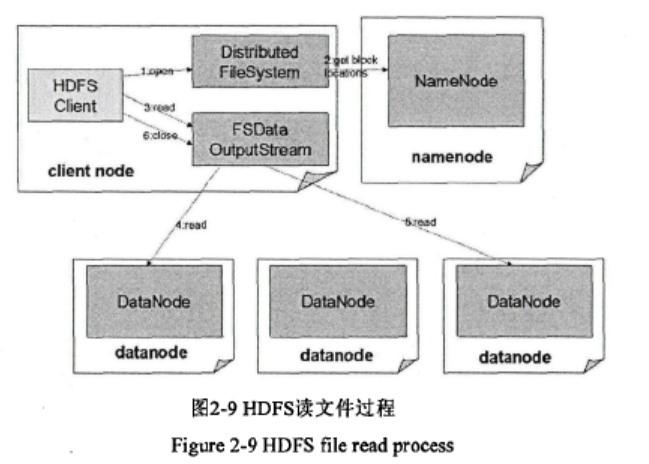 Distributed
FileSystem
HDFS
Client
1:open
2:get block
locations
NameNode
3:read
6:close
FSData
OutputStream
client node
namenode
4:read
5:read
DataNode
DataNode
DataNode
datanode
datanode
datanode
图2-9 HDFS读文件过程
Figure 2-9 HDFS file read process